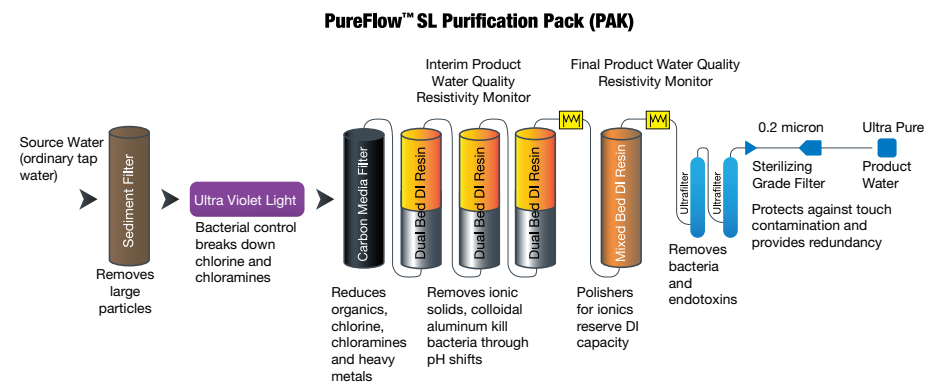 PureFlow™ SL Purification Pack (PAK)
Source Water
(ordinary tap
water)
Sediment Filter
Removes
large
particles
Ultra Violet Light
Bacterial control
breaks down
chlorine and
chloramines
Carbon Media Filter
Reduces
organics,
chlorine,
chloramines
and heavy
metals
Interim Product
Water Quality
Resistivity Monitor
Dual Bed DI Resin
Dual Bed DI Resin
Dual Bed DI Resin
Removes ionic
solids, colloidal
aluminum kill
bacteria through
pH shifts
Final Product Water Quality
Resistivity Monitor
Mixed Bed DI Resin
Polishers
for ionics
reserve DI
capacity
Ultrafilter
Ultrafilter
Removes
bacteria
and
endotoxins
0.2 micron
Sterilizing
Grade Filter
Protects against touch
contamination and
provides redundancy
Ultra Pure
Product
Water